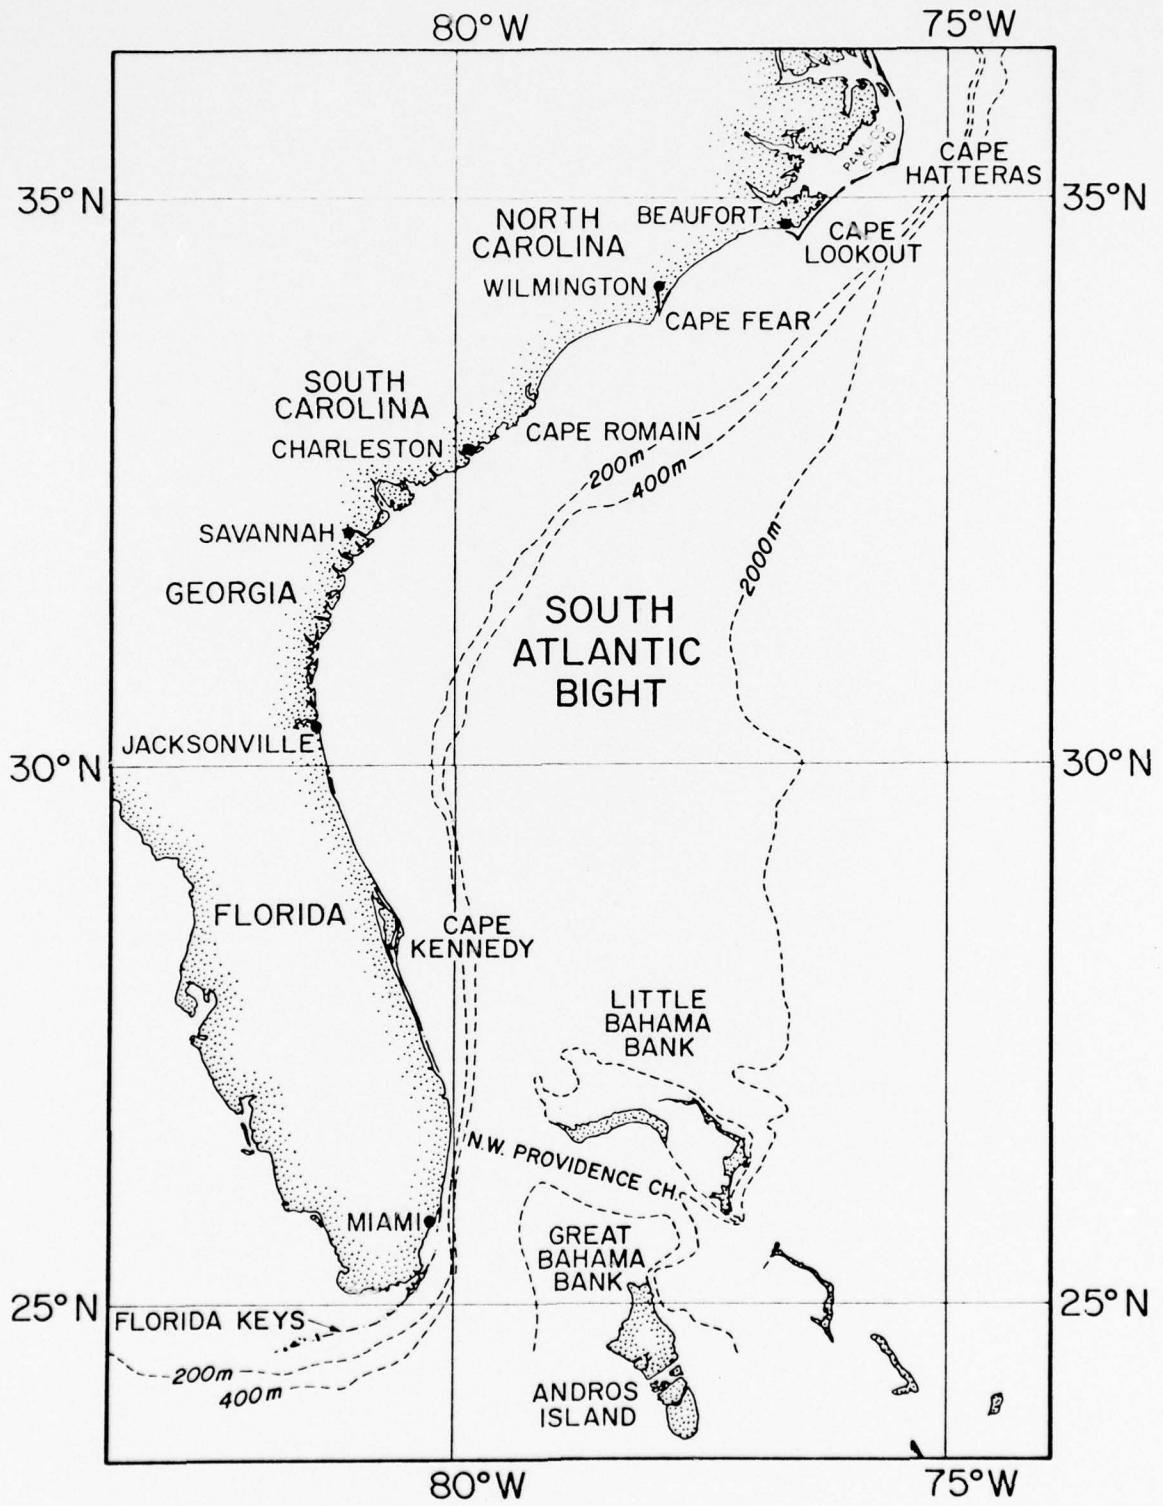 80°W
75°W
PAMLICO
SOUND
CAPE
HATTERAS
35°N
35°N
NORTH
CAROLINA
BEAUFORT
CAPE
LOOKOUT
WILMINGTON
CAPE FEAR
SOUTH
CAROLINA
CHARLESTON
CAPE ROMAIN
200m
400m
SAVANNAH
2000m
GEORGIA
SOUTH
ATLANTIC
BIGHT
JACKSONVILLE
30°N
30°N
FLORIDA
CAPE
KENNEDY
LITTLE
BAHAMA
BANK
N.W. PROVIDENCE CH.
MIAMI
GREAT
BAHAMA
BANK
25°N
25°N
FLORIDA KEYS
200m
400m
ANDROS
ISLAND
80°W
75°W